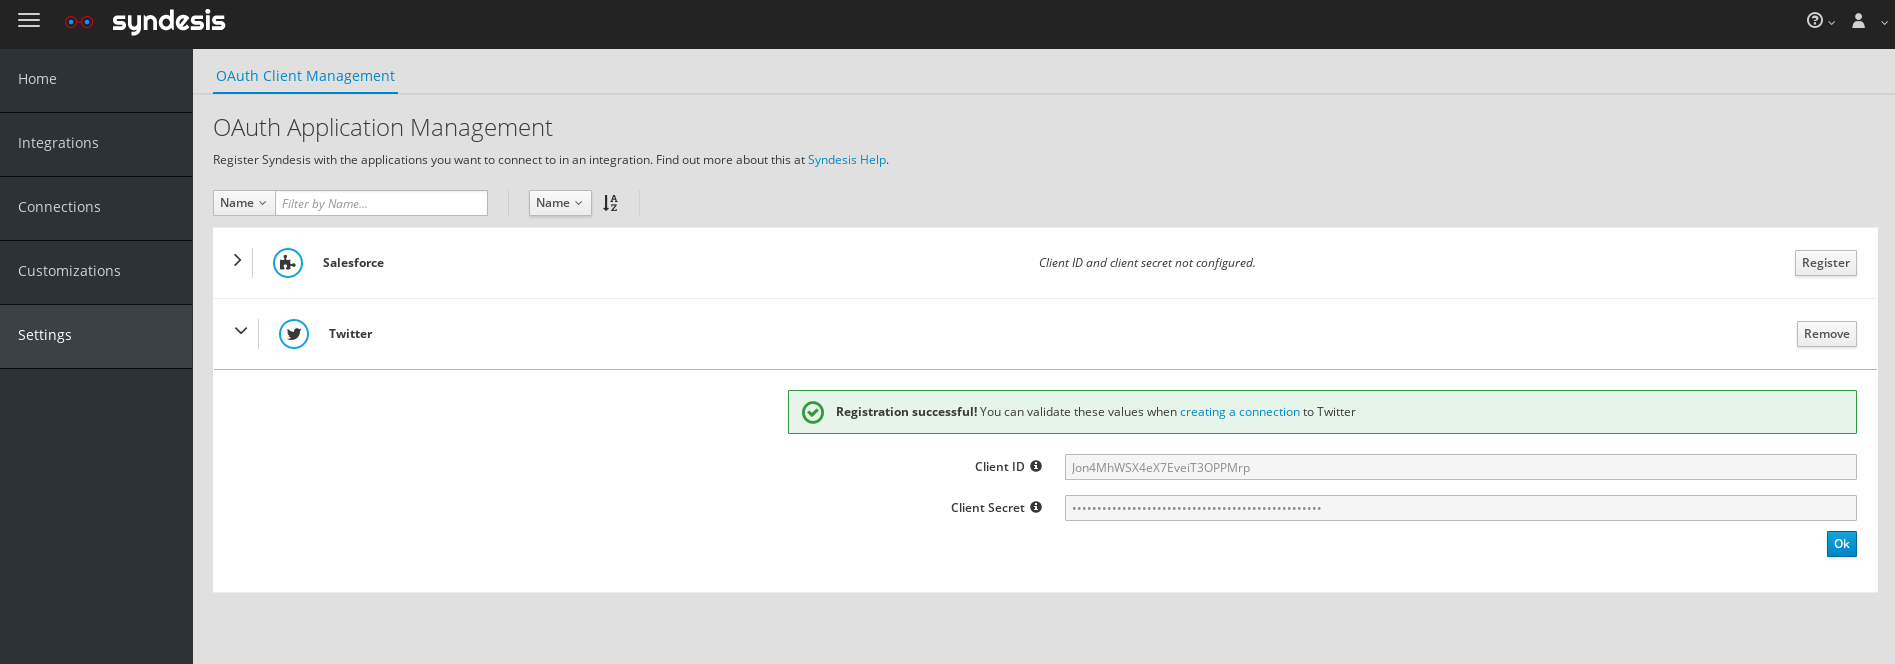 syndesis
Home
Integrations
Connections
Customizations
Settings
OAuth Client Management
OAuth Application Management
Register Syndesis with the applications you want to connect to in an integration. Find out more about this at Syndesis Help.
Name Filter by Name... Name A Z
Salesforce Client ID and client secret not configured. Register
Twitter Remove
Registration successful! You can validate these values when creating a connection to Twitter
Client ID Jon4MhWSX4eX7EveiT3OPPMrp
Client Secret ••••••••••••••••••••••••••••••••••••••••••••••••••
Ok